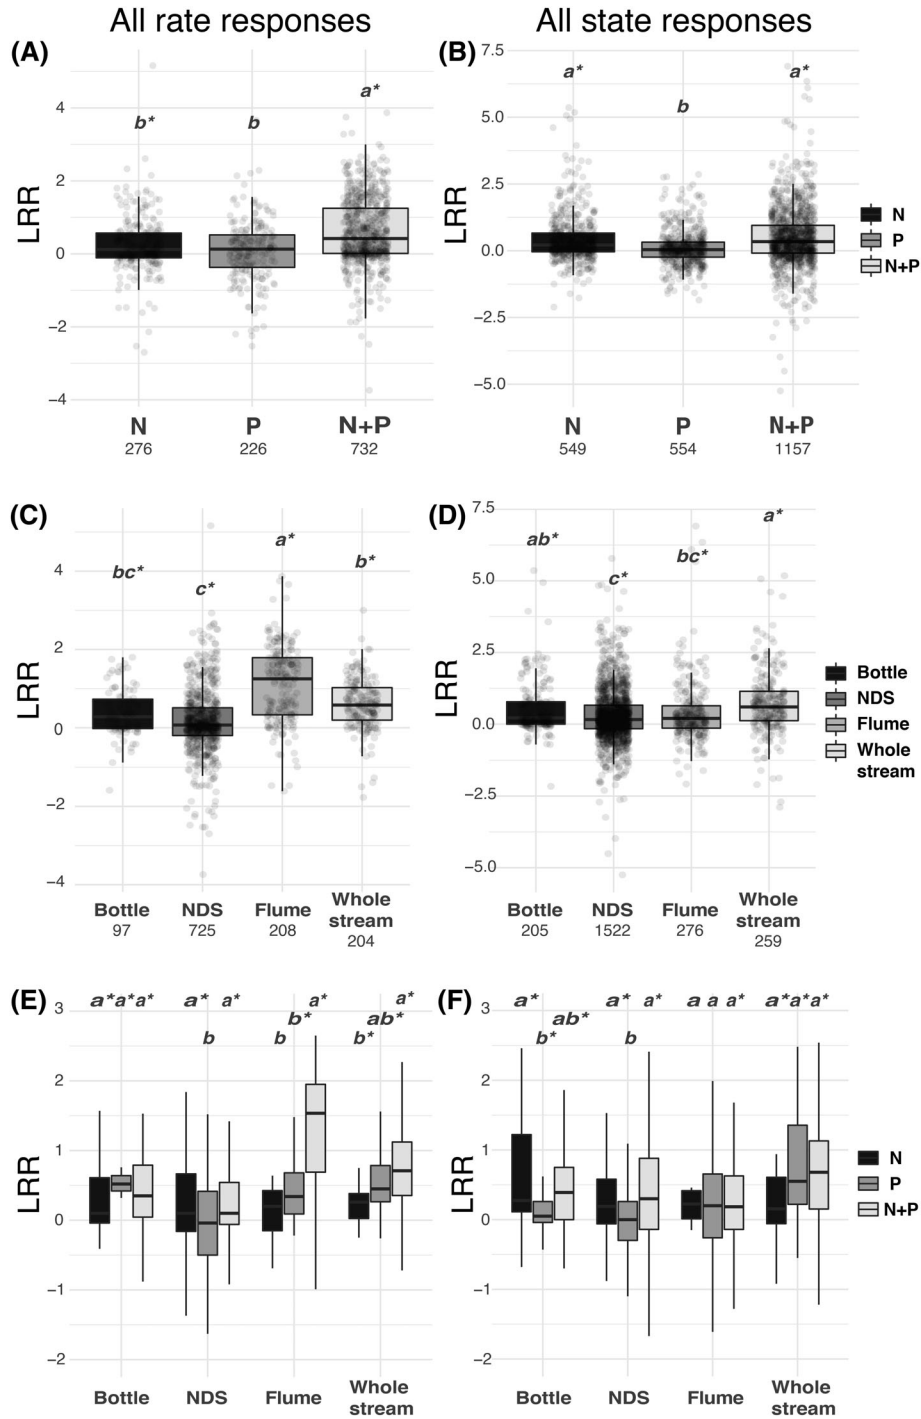 All rate responses
All state responses
(A)
(B)
LRR
4
2
0
−2
−4
b*
b
a*
N
P
N+P
276
226
732
LRR
7.5
5.0
2.5
0.0
−2.5
−5.0
a*
b
a*
N
P
N+P
549
554
1157
N
P
N+P
(C)
(D)
LRR
4
2
0
−2
−4
bc*
c*
a*
b*
Bottle
NDS
Flume
Whole
stream
97
725
208
204
LRR
7.5
5.0
2.5
0.0
−2.5
−5.0
ab*
c*
bc*
a*
Bottle
NDS
Flume
Whole
stream
205
1522
276
259
Bottle
NDS
Flume
Whole
stream
(E)
(F)
LRR
3
2
1
0
−1
−2
a* a* a*
a* a*
b
a*
b*
b
a*
ab*
b*
Bottle
NDS
Flume
Whole
stream
LRR
3
2
1
0
−1
−2
a*
ab*
b*
a* a*
b
a a a*
a* a* a*
Bottle
NDS
Flume
Whole
stream
N
P
N+P